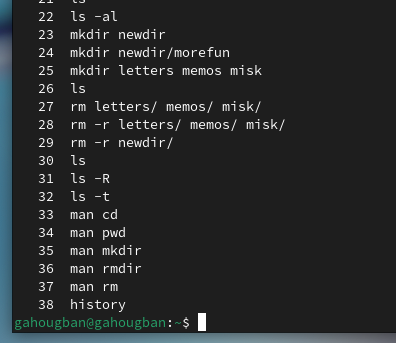 21 ls
22 ls -al
23 mkdir newdir
24 mkdir newdir/morefun
25 mkdir letters memos misk
26 ls
27 rm letters/ memos/ misk/
28 rm -r letters/ memos/ misk/
29 rm -r newdir/
30 ls
31 ls -R
32 ls -t
33 man cd
34 man pwd
35 man mkdir
36 man rmdir
37 man rm
38 history
gahougban@gahougban:~$